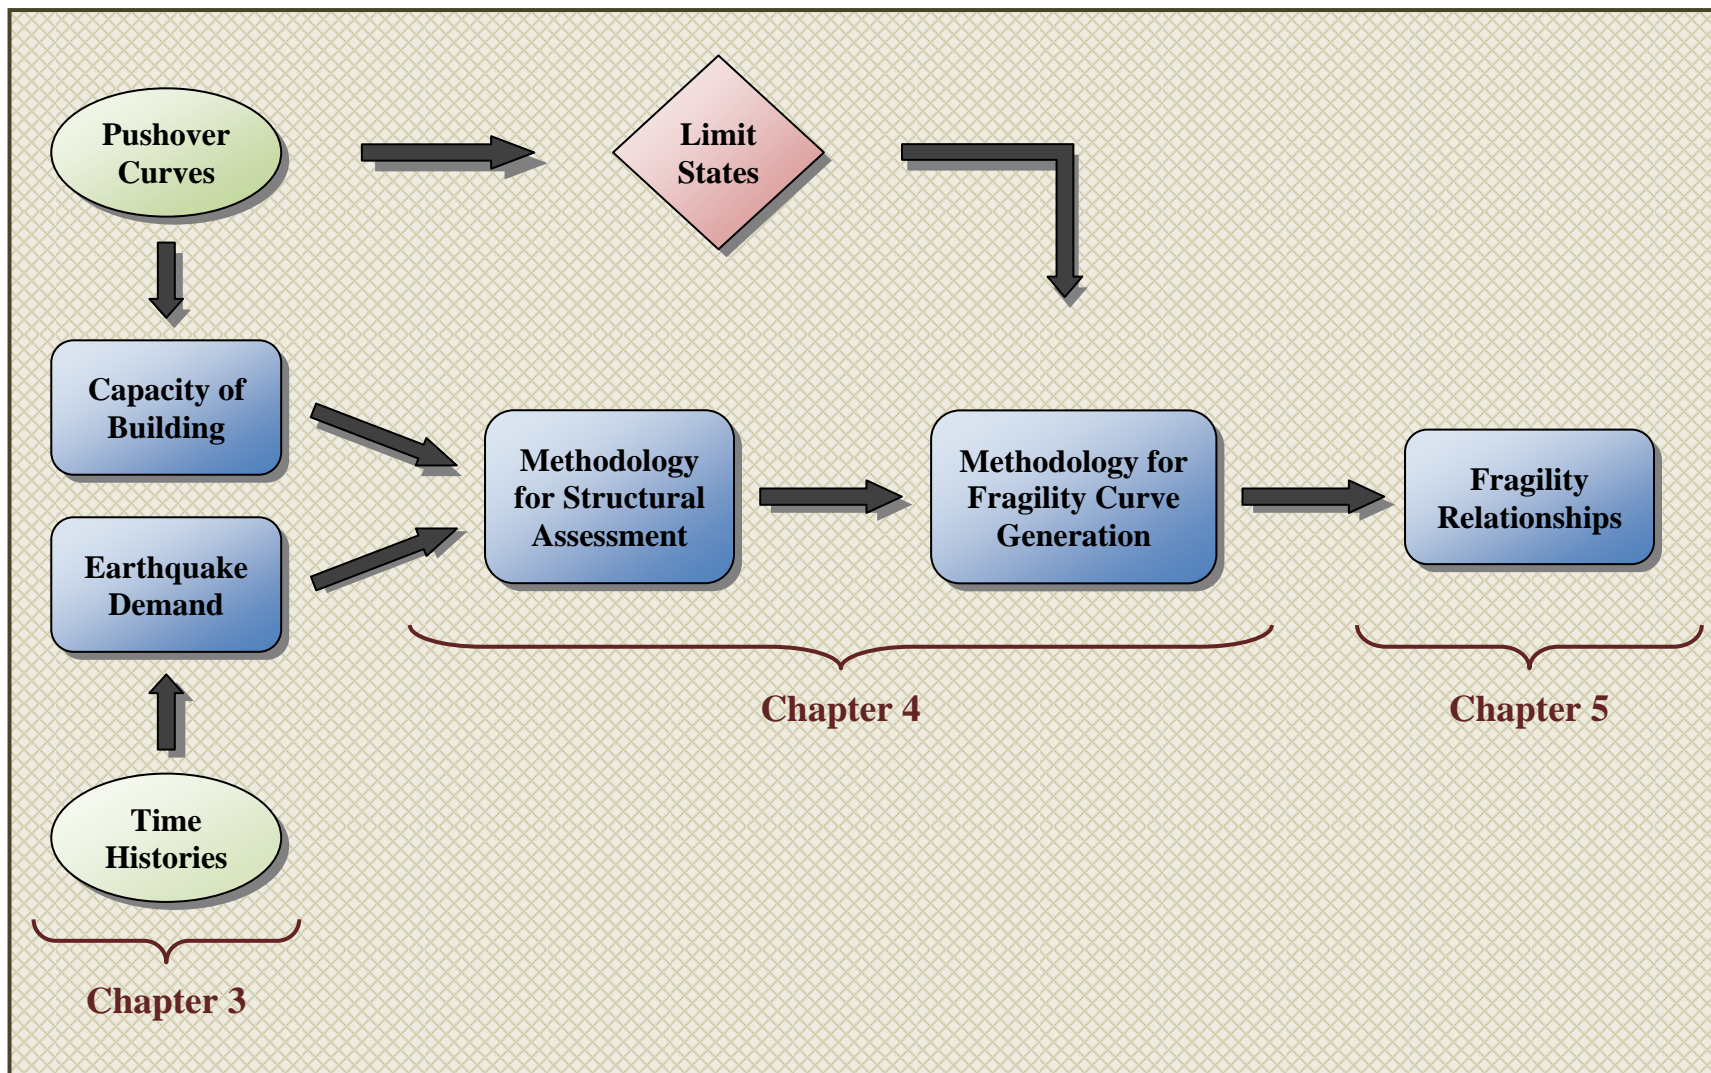 Pushover
Curves
Limit
States
Capacity of
Building
Methodology
for Structural
Assessment
Methodology for
Fragility Curve
Generation
Fragility
Relationships
Earthquake
Demand
Chapter 4
Chapter 5
Time
Histories
Chapter 3